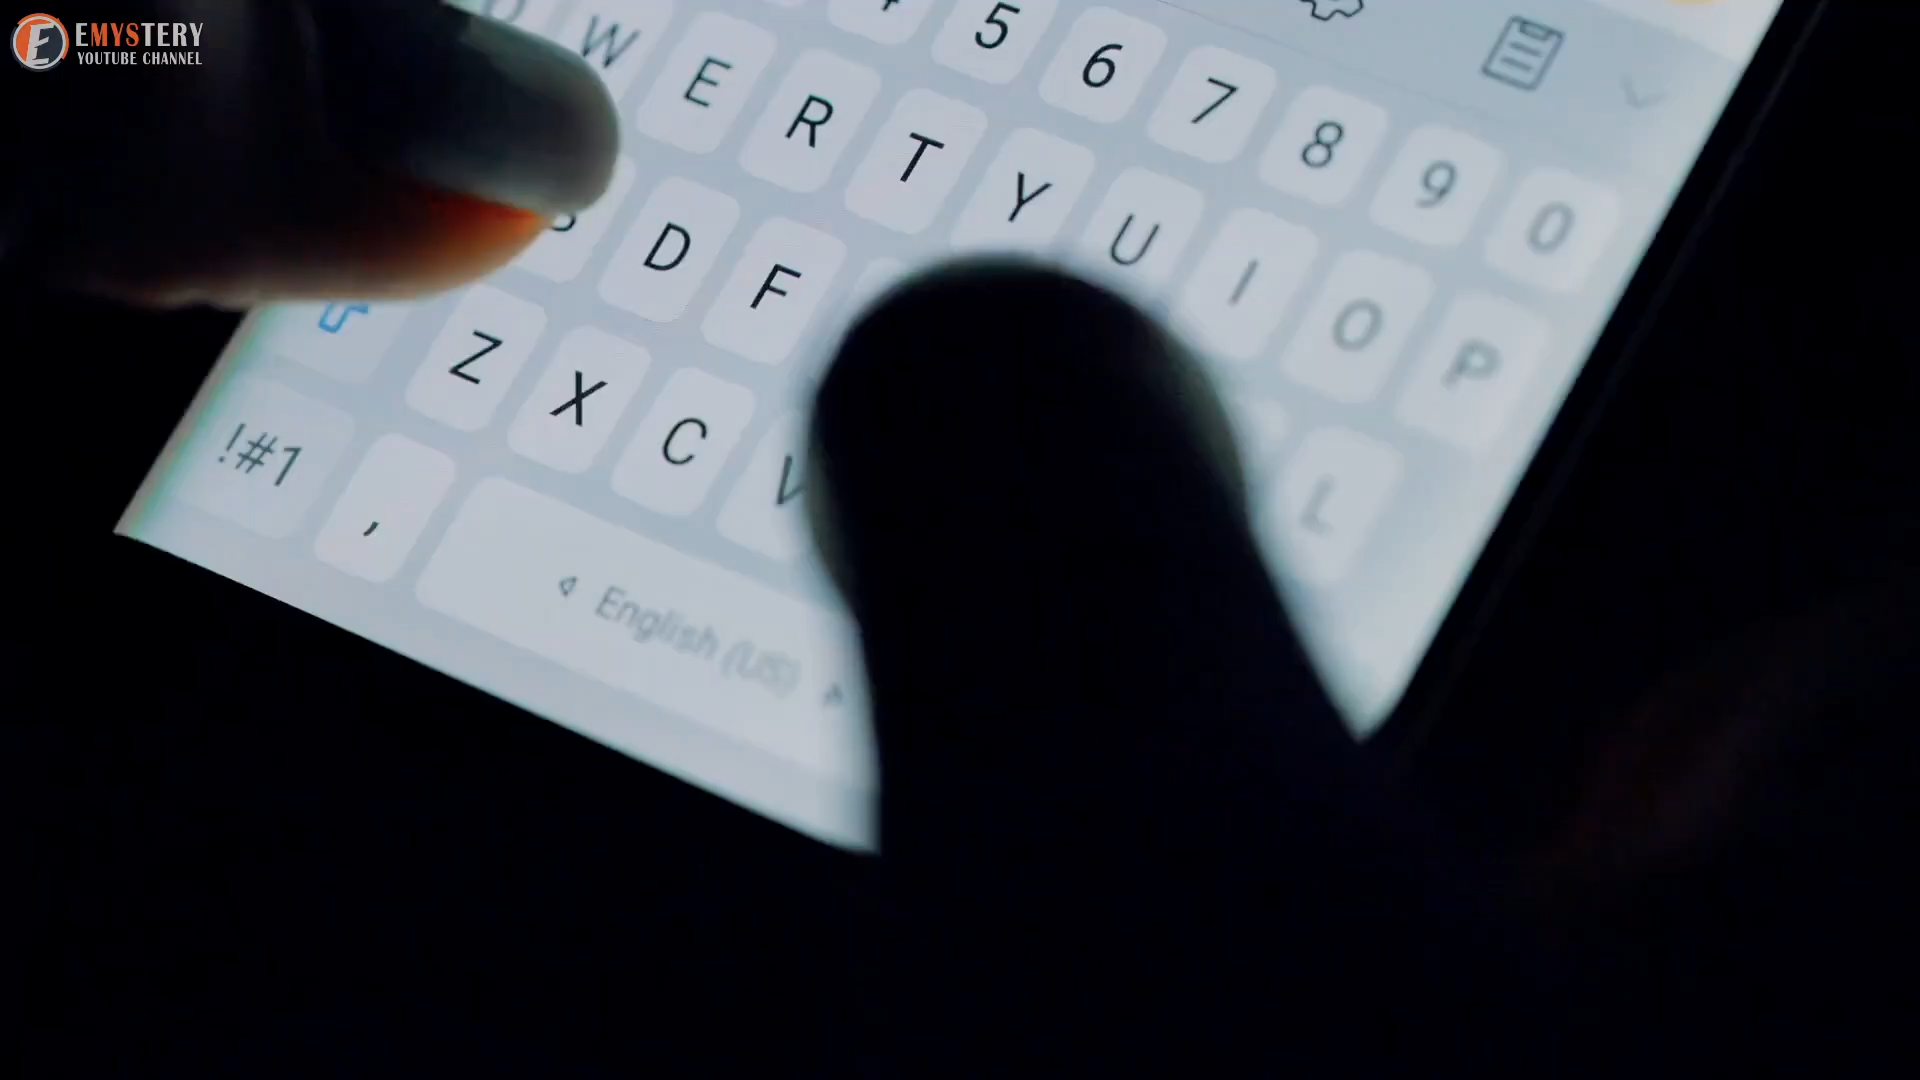 EMYSTERY
YOUTUBE CHANNEL
5 6 7 8 9 0
W E R T Y U I O P
D F L
Z X C V
!#1 , English (US)